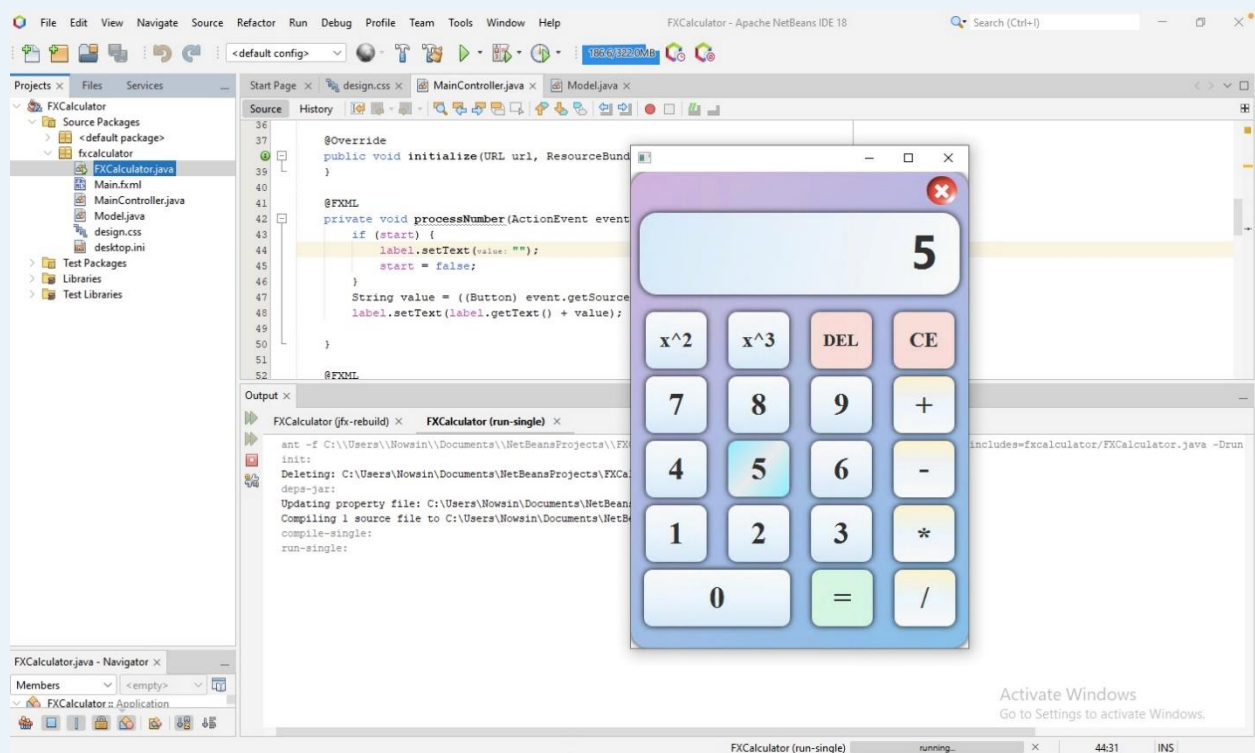 File Edit View Navigate Source Refactor Run Debug Profile Team Tools Window Help
FXCalculator - Apache NetBeans IDE 18
Search (Ctrl+I)
<default config>
186.6/322.0MB
Projects Files Services
FXCalculator
Source Packages
<default package>
fxcalculator
FXCalculator.java
Main.fxml
MainController.java
Model.java
design.css
desktop.ini
Test Packages
Libraries
Test Libraries
Start Page design.css MainController.java Model.java
Source History
36
37 @Override
public void initialize(URL url, ResourceBund
39 }
40
41 @FXML
42 private void processNumber(ActionEvent event
43 if (start) {
44 label.setText(value: "");
45 start = false;
46 }
47 String value = ((Button) event.getSource
48 label.setText(label.getText() + value);
49
50 }
51
52 @FXML
Output
FXCalculator (jfx-rebuild) FXCalculator (run-single)
ant -f C:\\Users\\Nowsin\\Documents\\NetBeansProjects\\FX
includes=fxcalculator/FXCalculator.java -Drun
init:
Deleting: C:\Users\Nowsin\Documents\NetBeansProjects\FXCa
deps-jar:
Updating property file: C:\Users\Nowsin\Documents\NetBean
Compiling 1 source file to C:\Users\Nowsin\Documents\NetBe
compile-single:
run-single:
5
x^2 x^3 DEL CE
7 8 9 +
4 5 6 -
1 2 3 *
0 = /
FXCalculator.java - Navigator
Members <empty>
FXCalculator :: Application
Activate Windows
Go to Settings to activate Windows.
FXCalculator (run-single) running... 44:31 INS